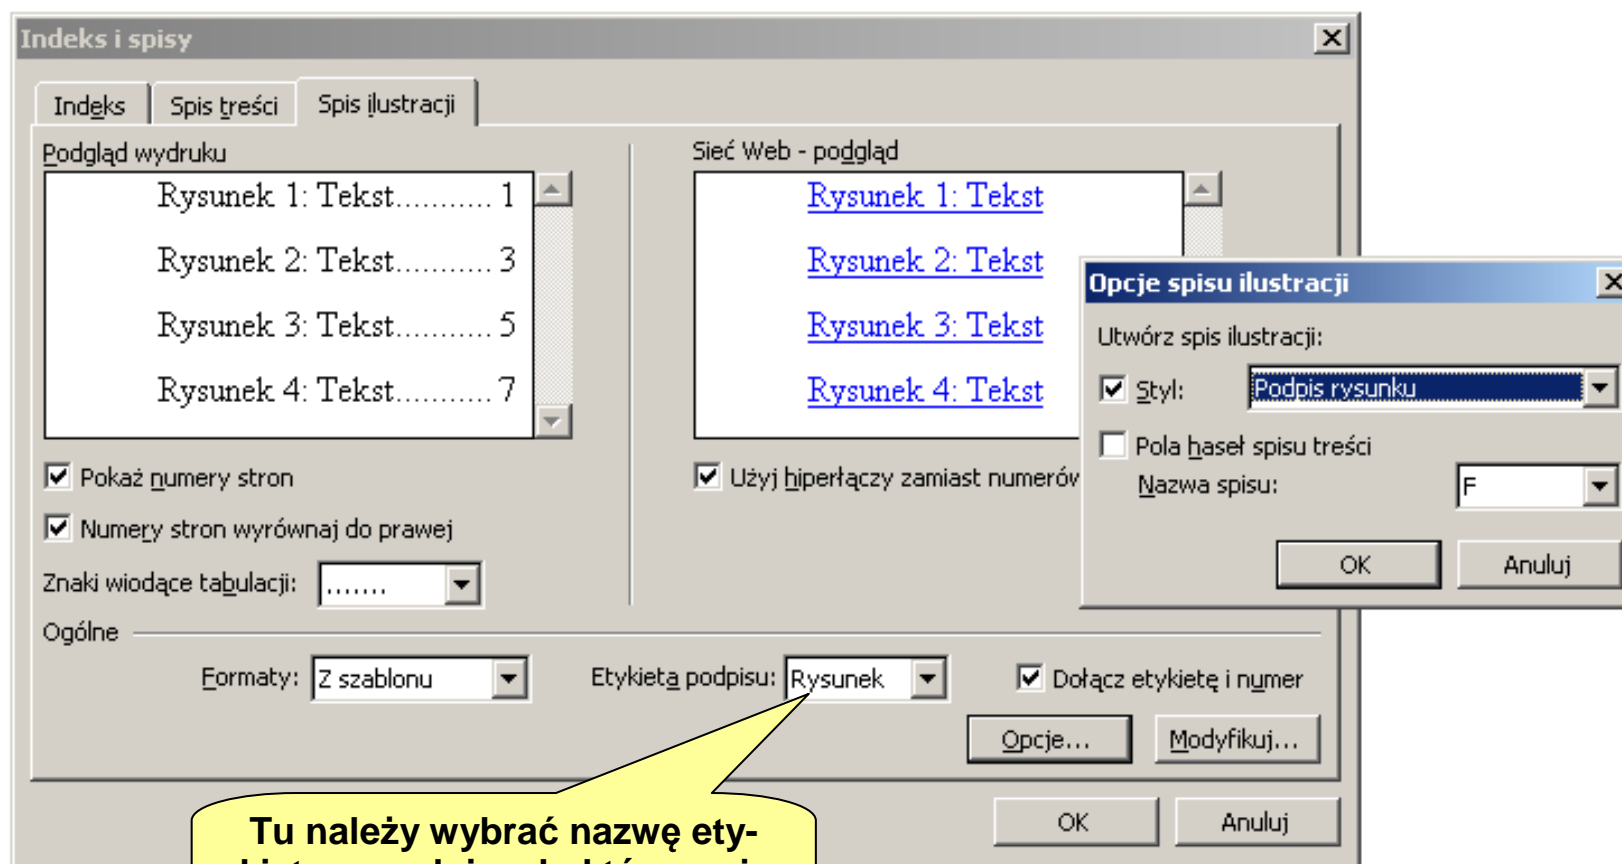 Indeks i spisy
Indeks
Spis treści
Spis ilustracji
Podgląd wydruku
Rysunek 1: Tekst........... 1
Rysunek 2: Tekst........... 3
Rysunek 3: Tekst........... 5
Rysunek 4: Tekst........... 7
Pokaż numery stron
Numery stron wyrównaj do prawej
Znaki wiodące tabulacji: .......
Sieć Web - podgląd
Rysunek 1: Tekst
Rysunek 2: Tekst
Rysunek 3: Tekst
Rysunek 4: Tekst
Użyj hiperłączy zamiast numerów
Opcje spisu ilustracji
Utwórz spis ilustracji:
Styl: Podpis rysunku
Pola haseł spisu treści
Nazwa spisu: F
OK Anuluj
Ogólne
Formaty: Z szablonu Etykieta podpisu: Rysunek Dołącz etykietę i numer
Opcje... Modyfikuj...
OK Anuluj
Tu należy wybrać nazwę ety-